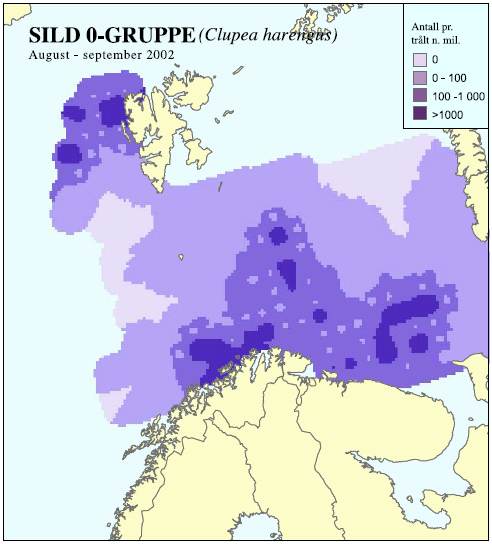 SILD 0-GRUPPE (Clupea harengus)
August - september 2002
Antall pr.
trålt n. mil.
0
0 - 100
100 -1 000
>1000